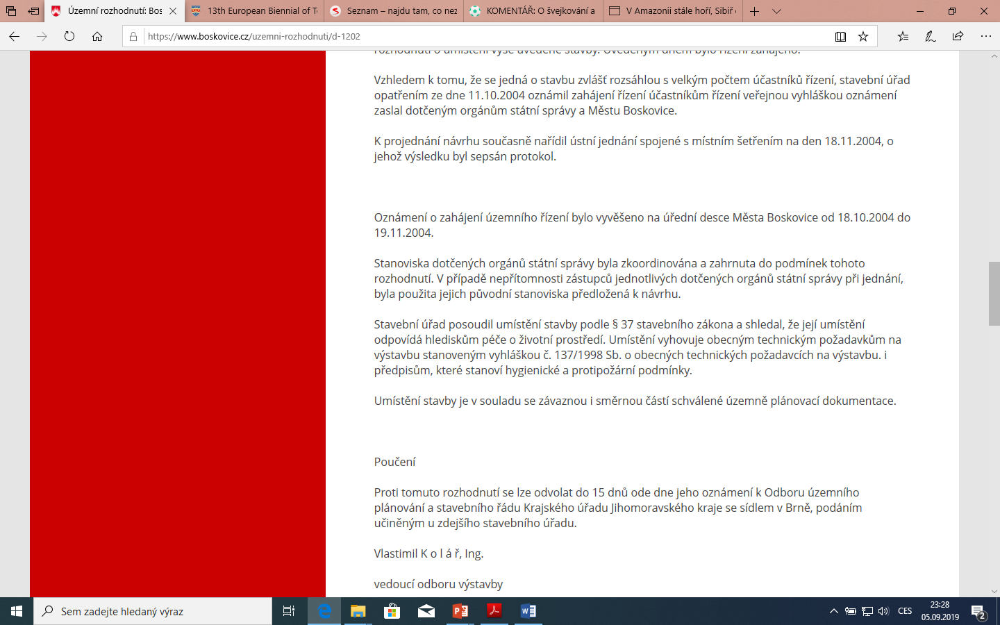 Územní rozhodnutí: Bos
13th European Biennial of T
Seznam – najdu tam, co nez
KOMENTÁŘ: O švejkování a
V Amazonii stále hoří, Sibiř
https://www.boskovice.cz/uzemni-rozhodnuti/d-1202
rozhodnutí o umístění výše uvedené stavby. Uvedeným dnem bylo řízení zahájeno.
Vzhledem k tomu, že se jedná o stavbu zvlášť rozsáhlou s velkým počtem účastníků řízení, stavební úřad
opatřením ze dne 11.10.2004 oznámil zahájení řízení účastníkům řízení veřejnou vyhláškou oznámení
zaslal dotčeným orgánům státní správy a Městu Boskovice.
K projednání návrhu současně nařídil ústní jednání spojené s místním šetřením na den 18.11.2004, o
jehož výsledku byl sepsán protokol.
Oznámení o zahájení územního řízení bylo vyvěšeno na úřední desce Města Boskovice od 18.10.2004 do
19.11.2004.
Stanoviska dotčených orgánů státní správy byla zkoordinována a zahrnuta do podmínek tohoto
rozhodnutí. V případě nepřítomnosti zástupců jednotlivých dotčených orgánů státní správy při jednání,
byla použita jejich původní stanoviska předložená k návrhu.
Stavební úřad posoudil umístění stavby podle § 37 stavebního zákona a shledal, že její umístění
odpovídá hlediskům péče o životní prostředí. Umístění vyhovuje obecným technickým požadavkům na
výstavbu stanoveným vyhláškou č. 137/1998 Sb. o obecných technických požadavcích na výstavbu. i
předpisům, které stanoví hygienické a protipožární podmínky.
Umístění stavby je v souladu se závaznou i směrnou částí schválené územně plánovací dokumentace.
Poučení
Proti tomuto rozhodnutí se lze odvolat do 15 dnů ode dne jeho oznámení k Odboru územního
plánování a stavebního řádu Krajského úřadu Jihomoravského kraje se sídlem v Brně, podáním
učiněným u zdejšího stavebního úřadu.
Vlastimil K o l á ř, Ing.
vedoucí odboru výstavby
Sem zadejte hledaný výraz
CES
23:28
05.09.2019
2